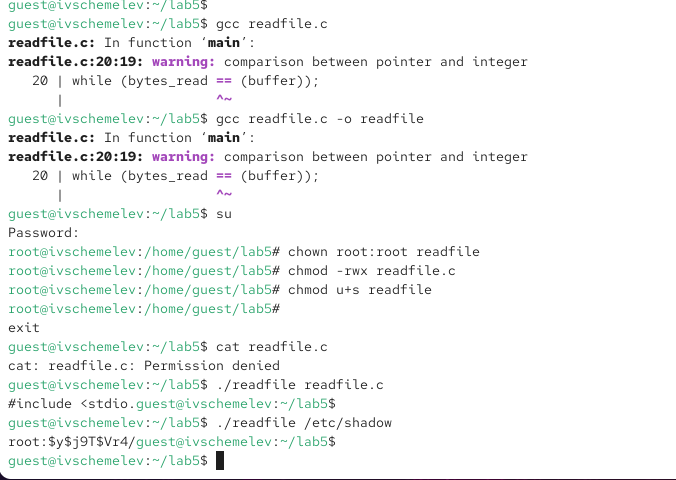 guest@ivschemelev:~/lab5$
guest@ivschemelev:~/lab5$ gcc readfile.c
readfile.c: In function ‘main’:
readfile.c:20:19: warning: comparison between pointer and integer
   20 | while (bytes_read == (buffer));
      |                   ^~
guest@ivschemelev:~/lab5$ gcc readfile.c -o readfile
readfile.c: In function ‘main’:
readfile.c:20:19: warning: comparison between pointer and integer
   20 | while (bytes_read == (buffer));
      |                   ^~
guest@ivschemelev:~/lab5$ su
Password:
root@ivschemelev:/home/guest/lab5# chown root:root readfile
root@ivschemelev:/home/guest/lab5# chmod -rwx readfile.c
root@ivschemelev:/home/guest/lab5# chmod u+s readfile
root@ivschemelev:/home/guest/lab5#
exit
guest@ivschemelev:~/lab5$ cat readfile.c
cat: readfile.c: Permission denied
guest@ivschemelev:~/lab5$ ./readfile readfile.c
#include <stdio.guest@ivschemelev:~/lab5$
guest@ivschemelev:~/lab5$ ./readfile /etc/shadow
root:$y$j9T$Vr4/guest@ivschemelev:~/lab5$
guest@ivschemelev:~/lab5$